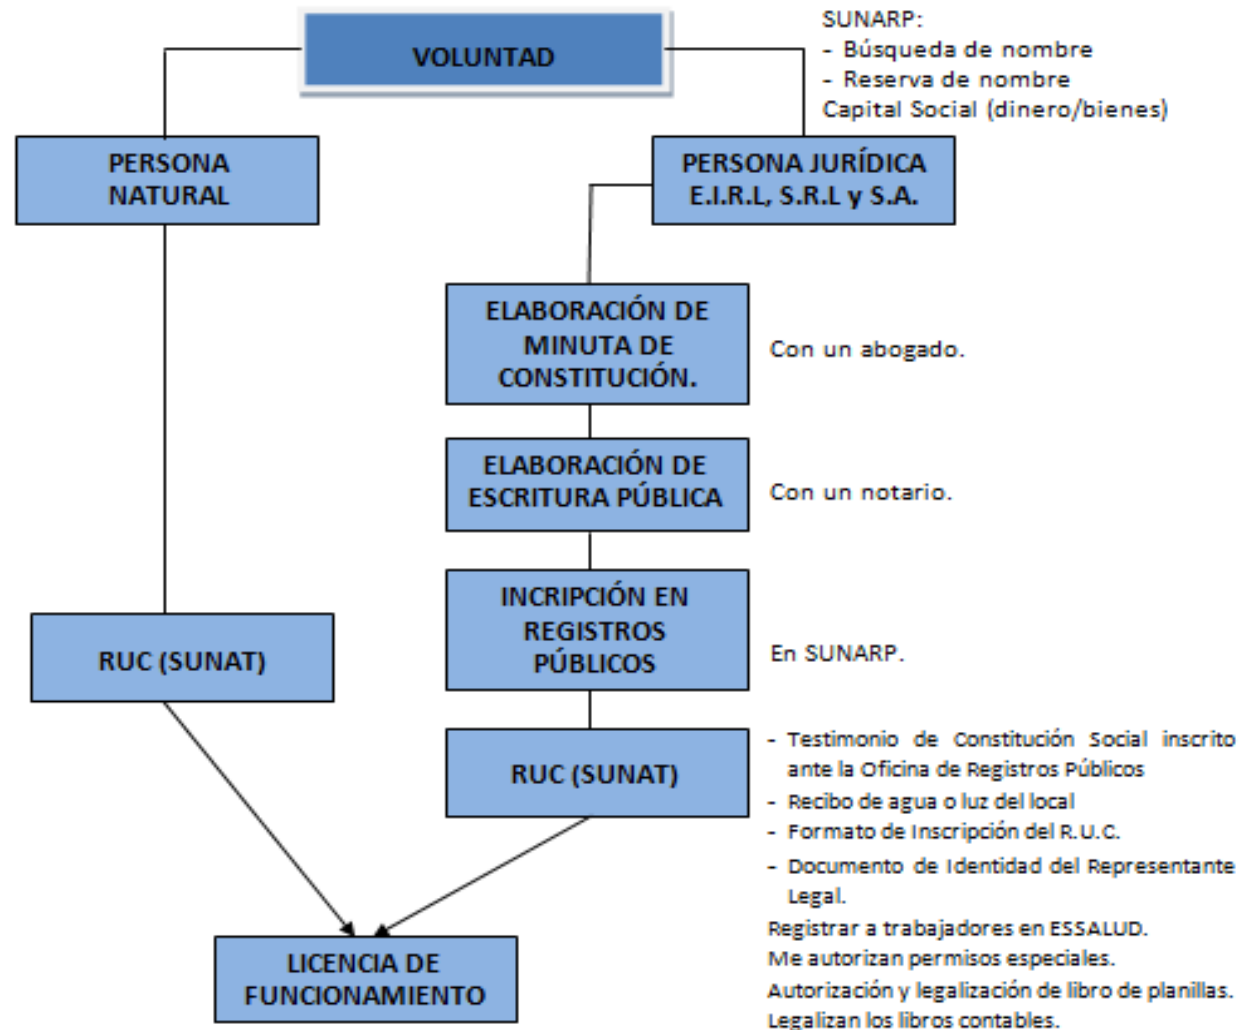 VOLUNTAD
SUNARP:
- Búsqueda de nombre
- Reserva de nombre
Capital Social (dinero/bienes)
PERSONA
NATURAL
PERSONA JURÍDICA
E.I.R.L, S.R.L y S.A.
ELABORACIÓN DE
MINUTA DE
CONSTITUCIÓN.
Con un abogado.
ELABORACIÓN DE
ESCRITURA PÚBLICA
Con un notario.
INCRIPCIÓN EN
REGISTROS
PÚBLICOS
En SUNARP.
RUC (SUNAT)
RUC (SUNAT)
- Testimonio de Constitución Social inscrito
ante la Oficina de Registros Públicos
- Recibo de agua o luz del local
- Formato de Inscripción del R.U.C.
- Documento de Identidad del Representante
Legal.
Registrar a trabajadores en ESSALUD.
Me autorizan permisos especiales.
Autorización y legalización de libro de planillas.
Legalizan los libros contables.
LICENCIA DE
FUNCIONAMIENTO